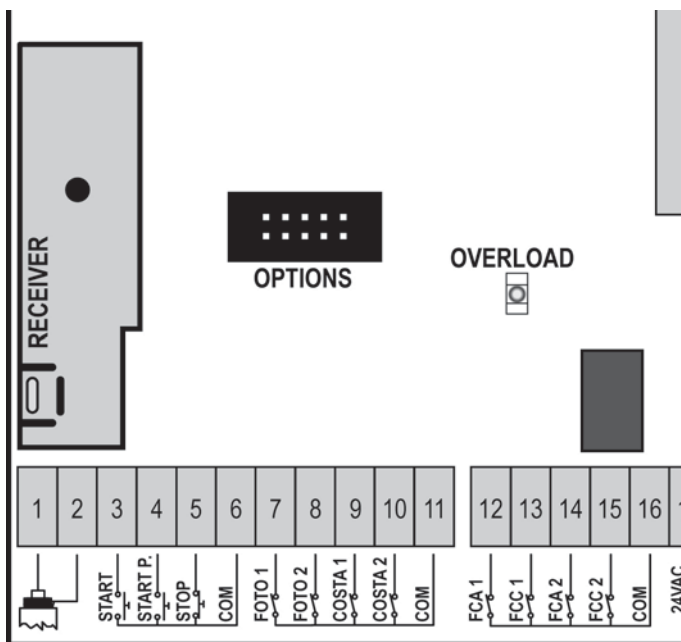 RECEIVER
OPTIONS
OVERLOAD
1 2 3 4 5 6 7 8 9 10 11 12 13 14 15 16
START
START P.
STOP
COM
FOTO 1
FOTO 2
COSTA 1
COSTA 2
COM
FCA 1
FCC 1
FCA 2
FCC 2
COM
24VAC